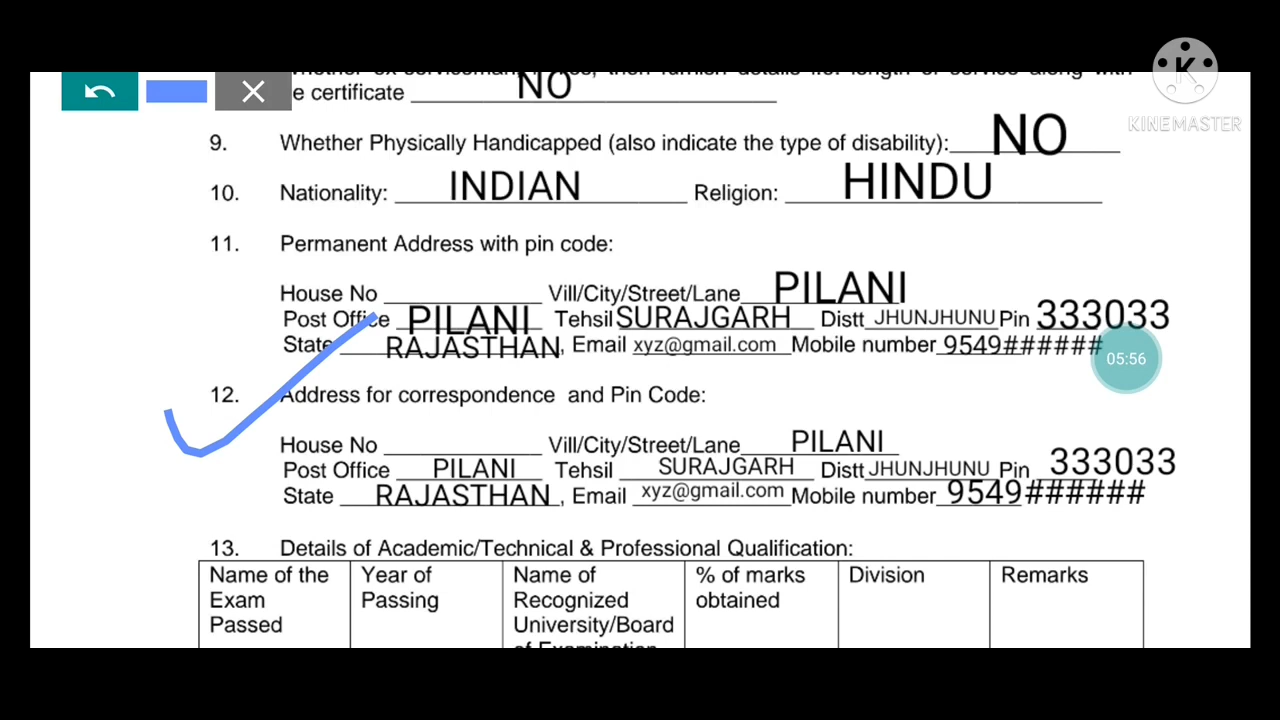 KINEMASTER
e certificate NO
9. Whether Physically Handicapped (also indicate the type of disability): NO
10. Nationality: INDIAN Religion: HINDU
11. Permanent Address with pin code:
House No Vill/City/Street/Lane PILANI
Post Office PILANI Tehsil SURAJGARH Distt JHUNJHUNU Pin 333033
State RAJASTHAN, Email xyz@gmail.com Mobile number 9549######
05:56
12. Address for correspondence and Pin Code:
House No Vill/City/Street/Lane PILANI
Post Office PILANI Tehsil SURAJGARH Distt JHUNJHUNU Pin 333033
State RAJASTHAN, Email xyz@gmail.com Mobile number 9549######
13. Details of Academic/Technical & Professional Qualification:
Name of the Exam Passed
Year of Passing
Name of Recognized University/Board of Examination
% of marks obtained
Division
Remarks